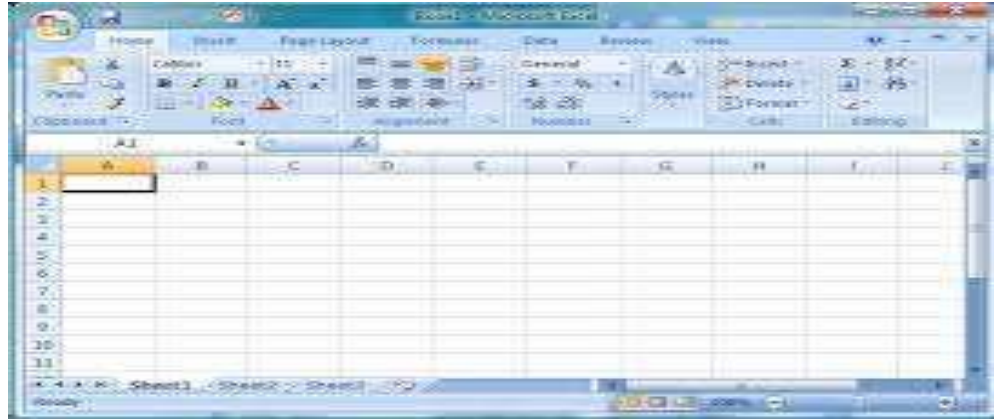 Book1 - Microsoft Excel
Home Insert Page Layout Formulas Data Review View
Calibri 11 General Insert
Paste B I U A A $ % Styles Delete
A Format
Clipboard Font Alignment Number Cells Editing
A1
A B C D E F G H I
1
2
3
4
5
6
7
8
9
10
11
Sheet1 Sheet2 Sheet3
Ready 100%